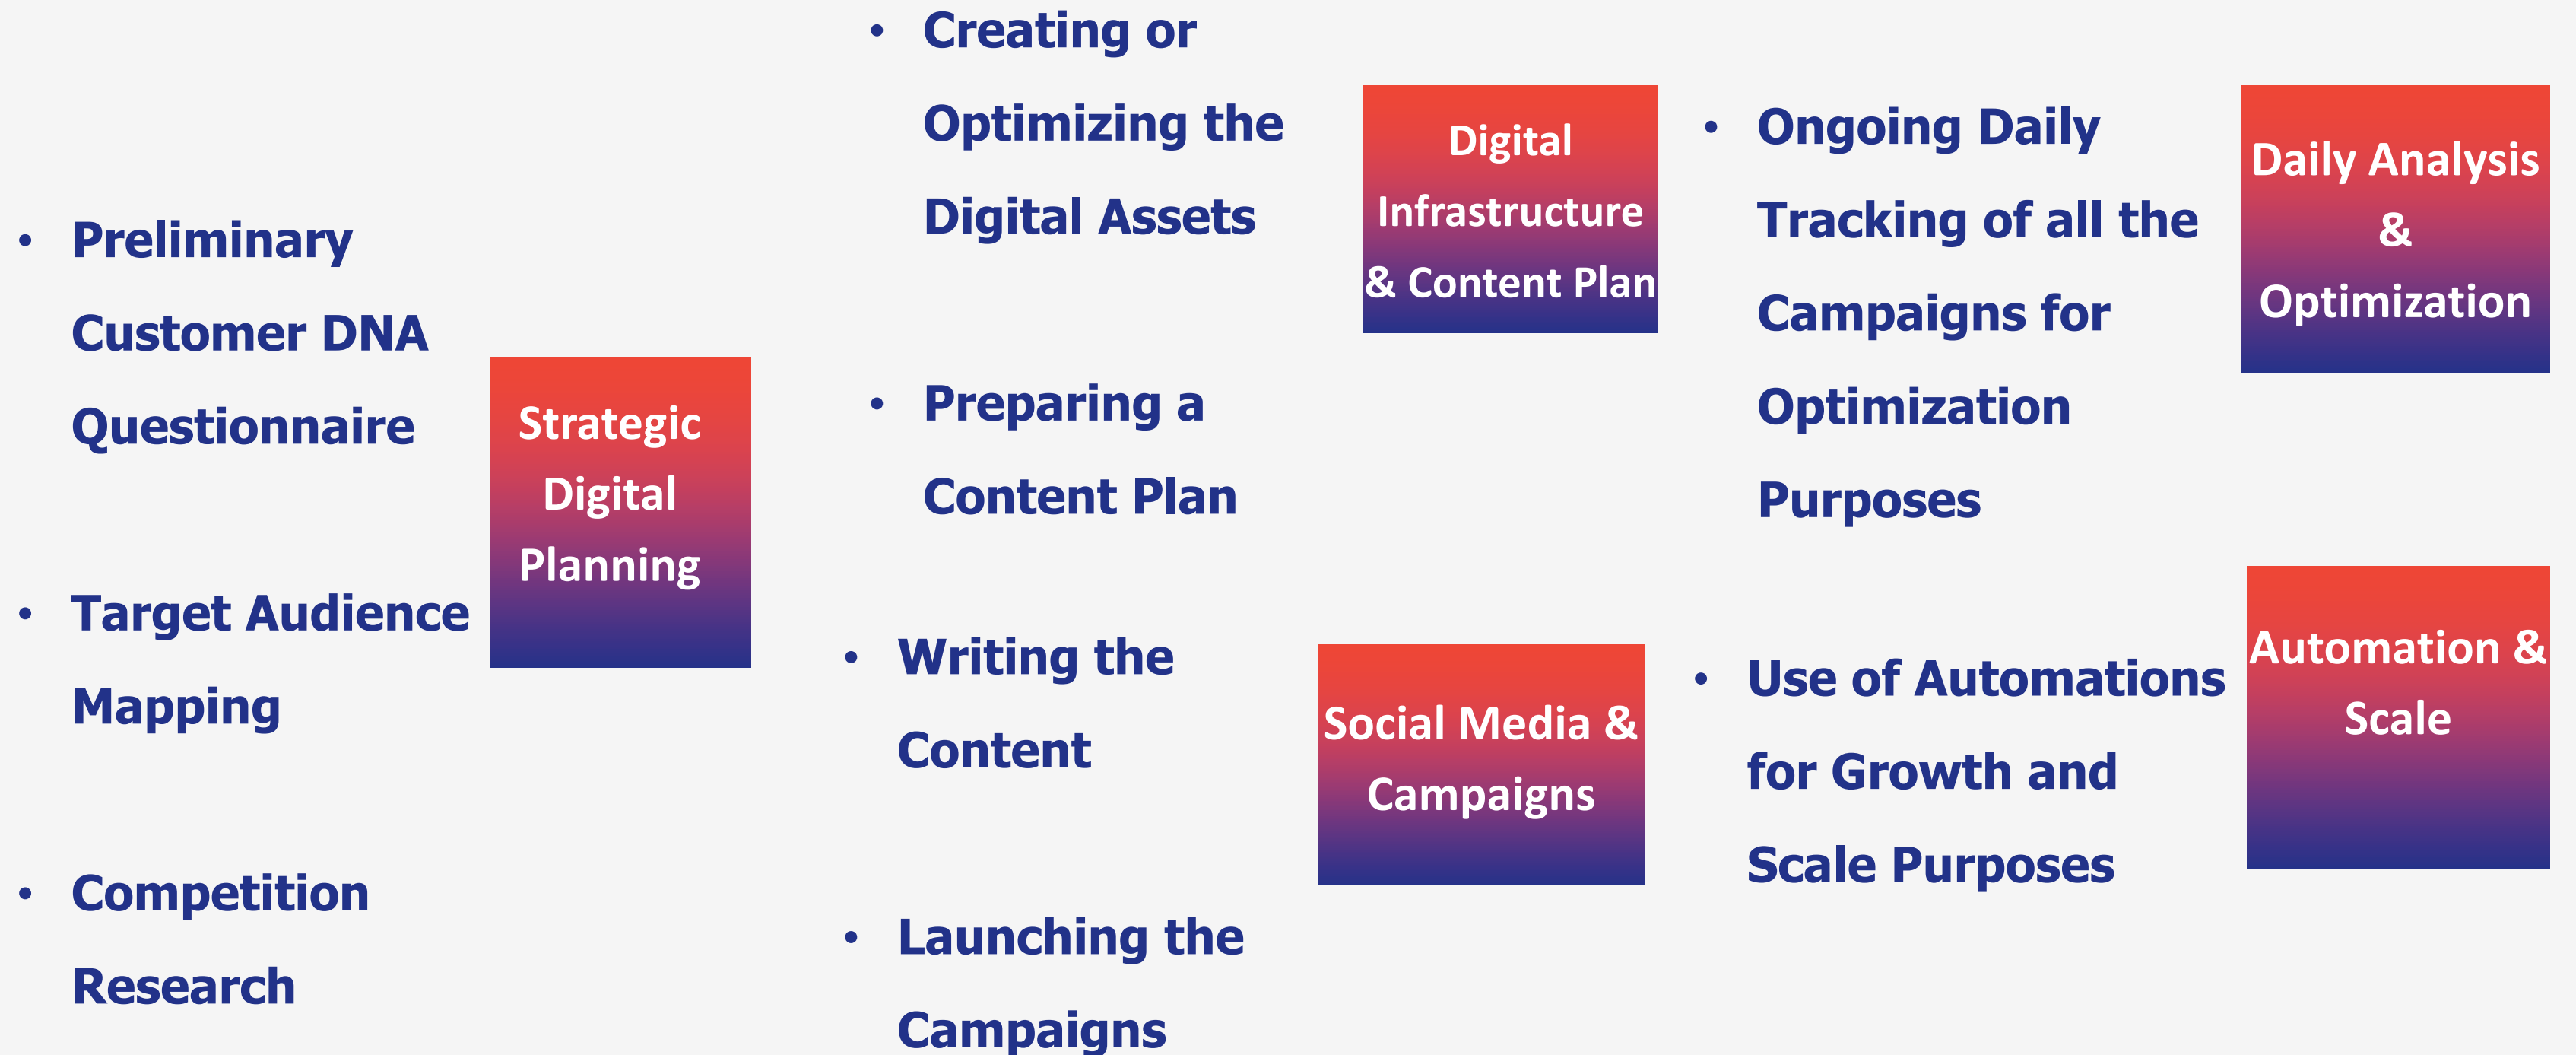 • Preliminary
Customer DNA
Questionnaire
• Target Audience
Mapping
• Competition
Research
Strategic
Digital
Planning
• Creating or
Optimizing the
Digital Assets
• Preparing a
Content Plan
Digital
Infrastructure
& Content Plan
• Writing the
Content
• Launching the
Campaigns
Social Media &
Campaigns
• Ongoing Daily
Tracking of all the
Campaigns for
Optimization
Purposes
Daily Analysis
&
Optimization
• Use of Automations
for Growth and
Scale Purposes
Automation &
Scale